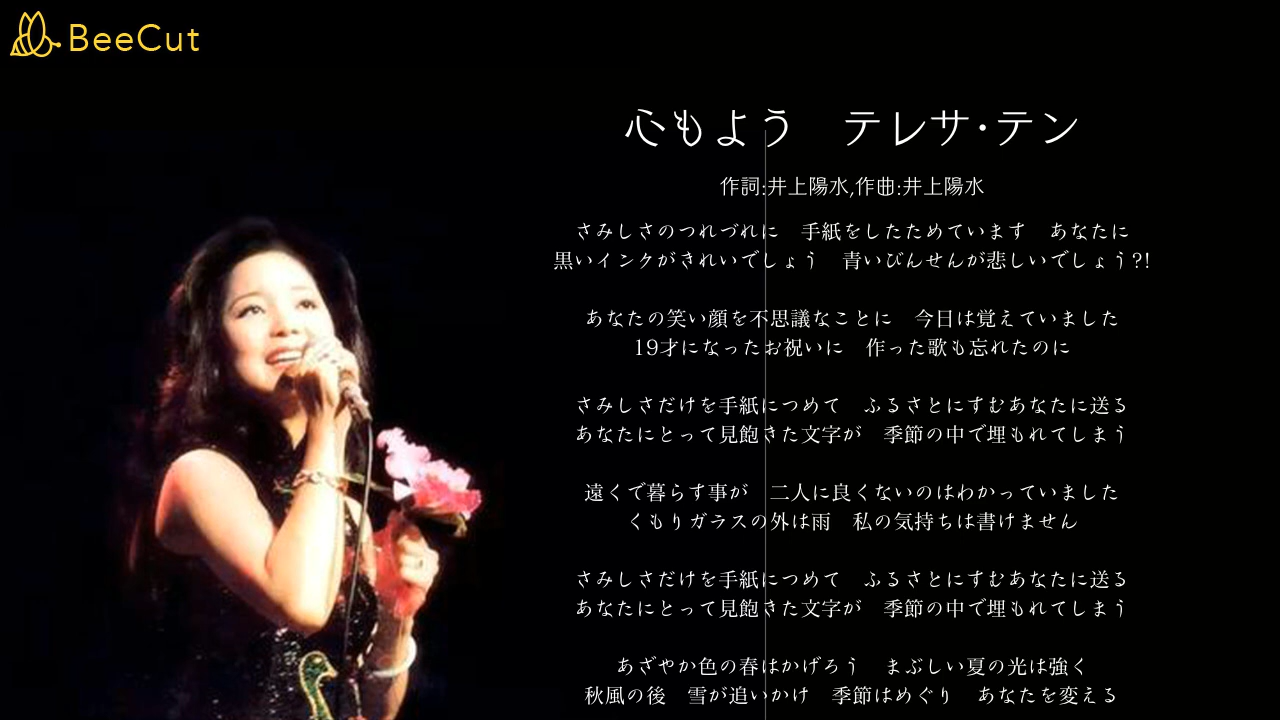 BeeCut
心もよう　テレサ・テン
作詞:井上陽水,作曲:井上陽水
さみしさのつれづれに　手紙をしたためています　あなたに
黒いインクがきれいでしょう　青いびんせんが悲しいでしょう?!
あなたの笑い顔を不思議なことに　今日は覚えていました
19才になったお祝いに　作った歌も忘れたのに
さみしさだけを手紙につめて　ふるさとにすむあなたに送る
あなたにとって見飽きた文字が　季節の中で埋もれてしまう
遠くで暮らす事が　二人に良くないのはわかっていました
くもりガラスの外は雨　私の気持ちは書けません
さみしさだけを手紙につめて　ふるさとにすむあなたに送る
あなたにとって見飽きた文字が　季節の中で埋もれてしまう
あざやか色の春はかげろう　まぶしい夏の光は強く
秋風の後　雪が追いかけ　季節はめぐり　あなたを変える